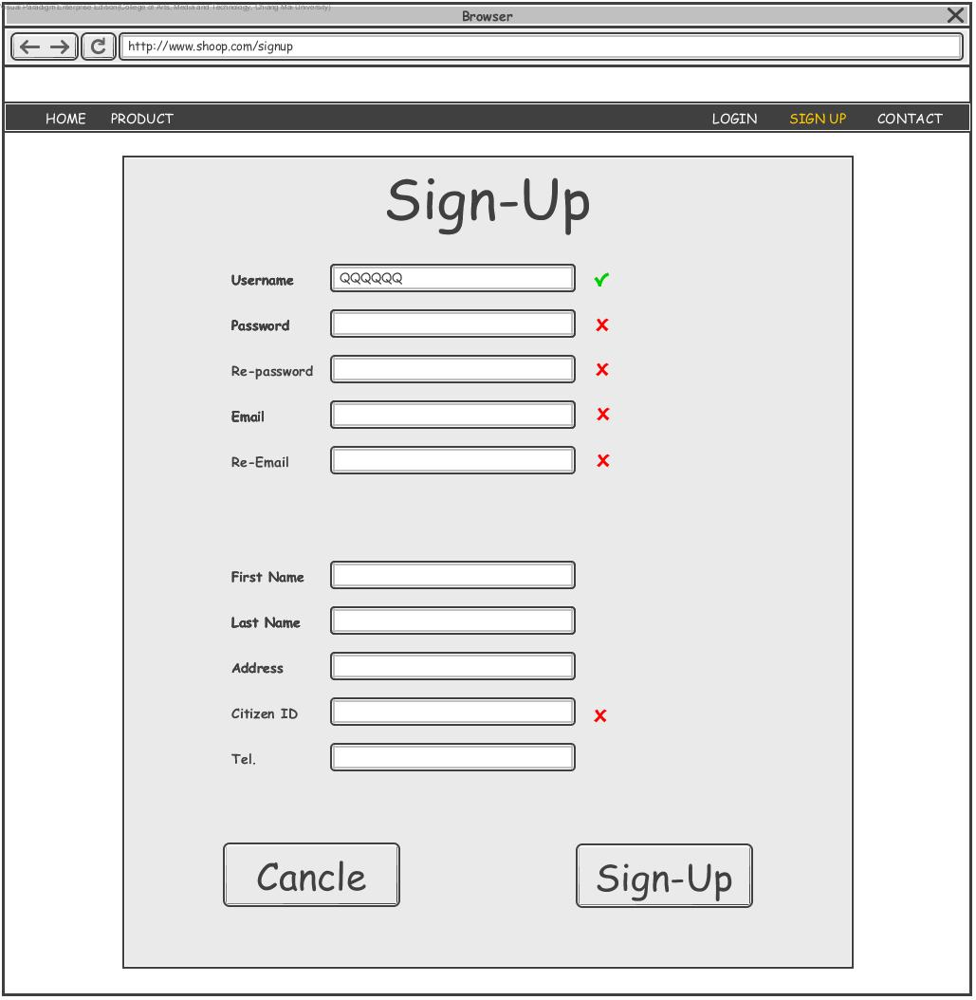 Visual Paradigm Enterprise Edition(College of Arts, Media and Technology, Chiang Mai University)
Browser
http://www.shoop.com/signup
HOME PRODUCT LOGIN SIGN UP CONTACT
Sign-Up
Username QQQQQQ
Password
Re-password
Email
Re-Email
First Name
Last Name
Address
Citizen ID
Tel.
Cancle Sign-Up